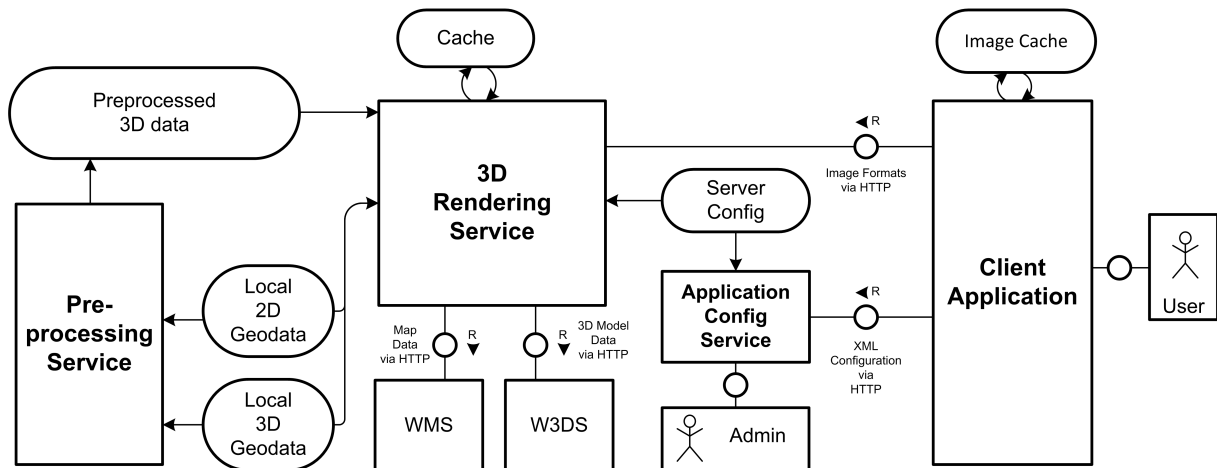 Cache
Image Cache
Preprocessed
3D data
R
Image Formats
via HTTP
3D
Rendering
Service
Server
Config
Pre-
processing
Service
Local
2D
Geodata
Local
3D
Geodata
Map
Data
via HTTP
R
3D Model
Data
via HTTP
R
Application
Config
Service
R
XML
Configuration
via
HTTP
Client
Application
User
WMS
W3DS
Admin